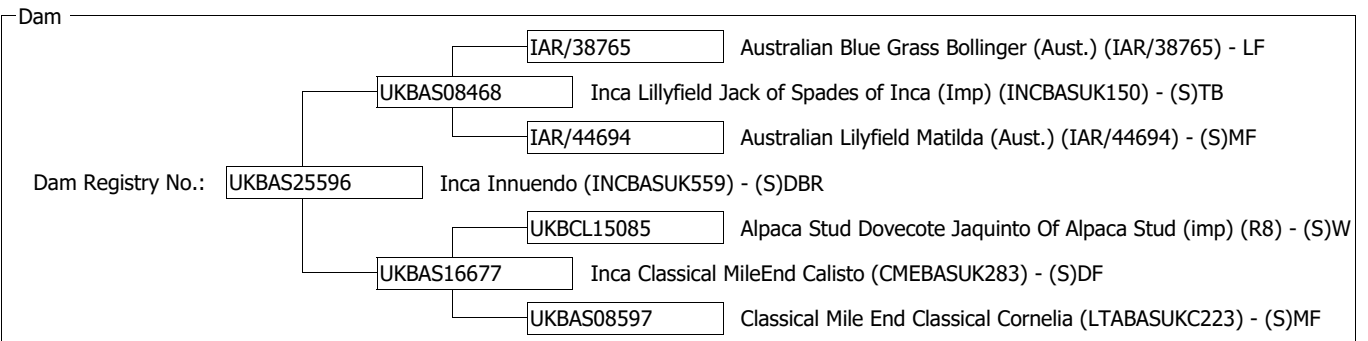 Dam
IAR/38765 Australian Blue Grass Bollinger (Aust.) (IAR/38765) - LF
UKBAS08468 Inca Lillyfield Jack of Spades of Inca (Imp) (INCBASUK150) - (S)TB
IAR/44694 Australian Lilyfield Matilda (Aust.) (IAR/44694) - (S)MF
Dam Registry No.: UKBAS25596 Inca Innuendo (INCBASUK559) - (S)DBR
UKBCL15085 Alpaca Stud Dovecote Jaquinto Of Alpaca Stud (imp) (R8) - (S)W
UKBAS16677 Inca Classical MileEnd Calisto (CMEBASUK283) - (S)DF
UKBAS08597 Classical Mile End Classical Cornelia (LTABASUKC223) - (S)MF